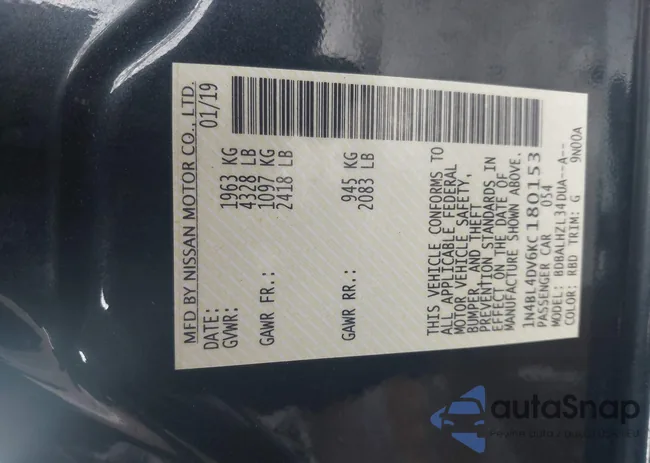 MFD BY NISSAN MOTOR CO., LTD.
DATE: 01/19
GVWR: 1963 KG
4328 LB
GAWR FR.: 1097 KG
2418 LB
GAWR RR.: 945 KG
2083 LB
THIS VEHICLE CONFORMS TO
ALL APPLICABLE FEDERAL
MOTOR VEHICLE SAFETY,
BUMPER, AND THEFT
PREVENTION STANDARDS IN
EFFECT ON THE DATE OF
MANUFACTURE SHOWN ABOVE.
1N4BL4DV6KC180153
PASSENGER CAR 054
MODEL: BDBALHZL34DUA--A--
COLOR: RBD TRIM: G 9N00A
autoSnap